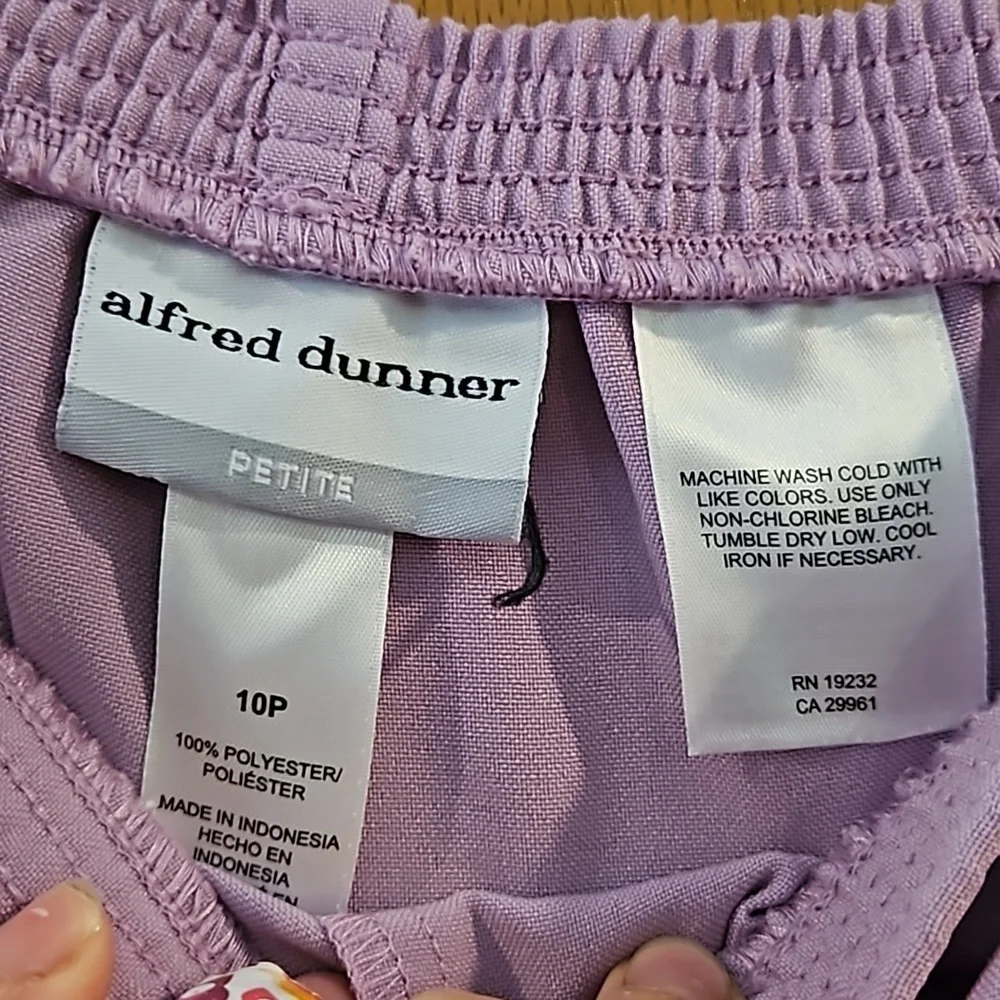 alfred dunner
PETITE
10P
100% POLYESTER/
POLIÉSTER
MADE IN INDONESIA
HECHO EN
INDONESIA
MACHINE WASH COLD WITH
LIKE COLORS. USE ONLY
NON-CHLORINE BLEACH.
TUMBLE DRY LOW. COOL
IRON IF NECESSARY.
RN 19232
CA 29961